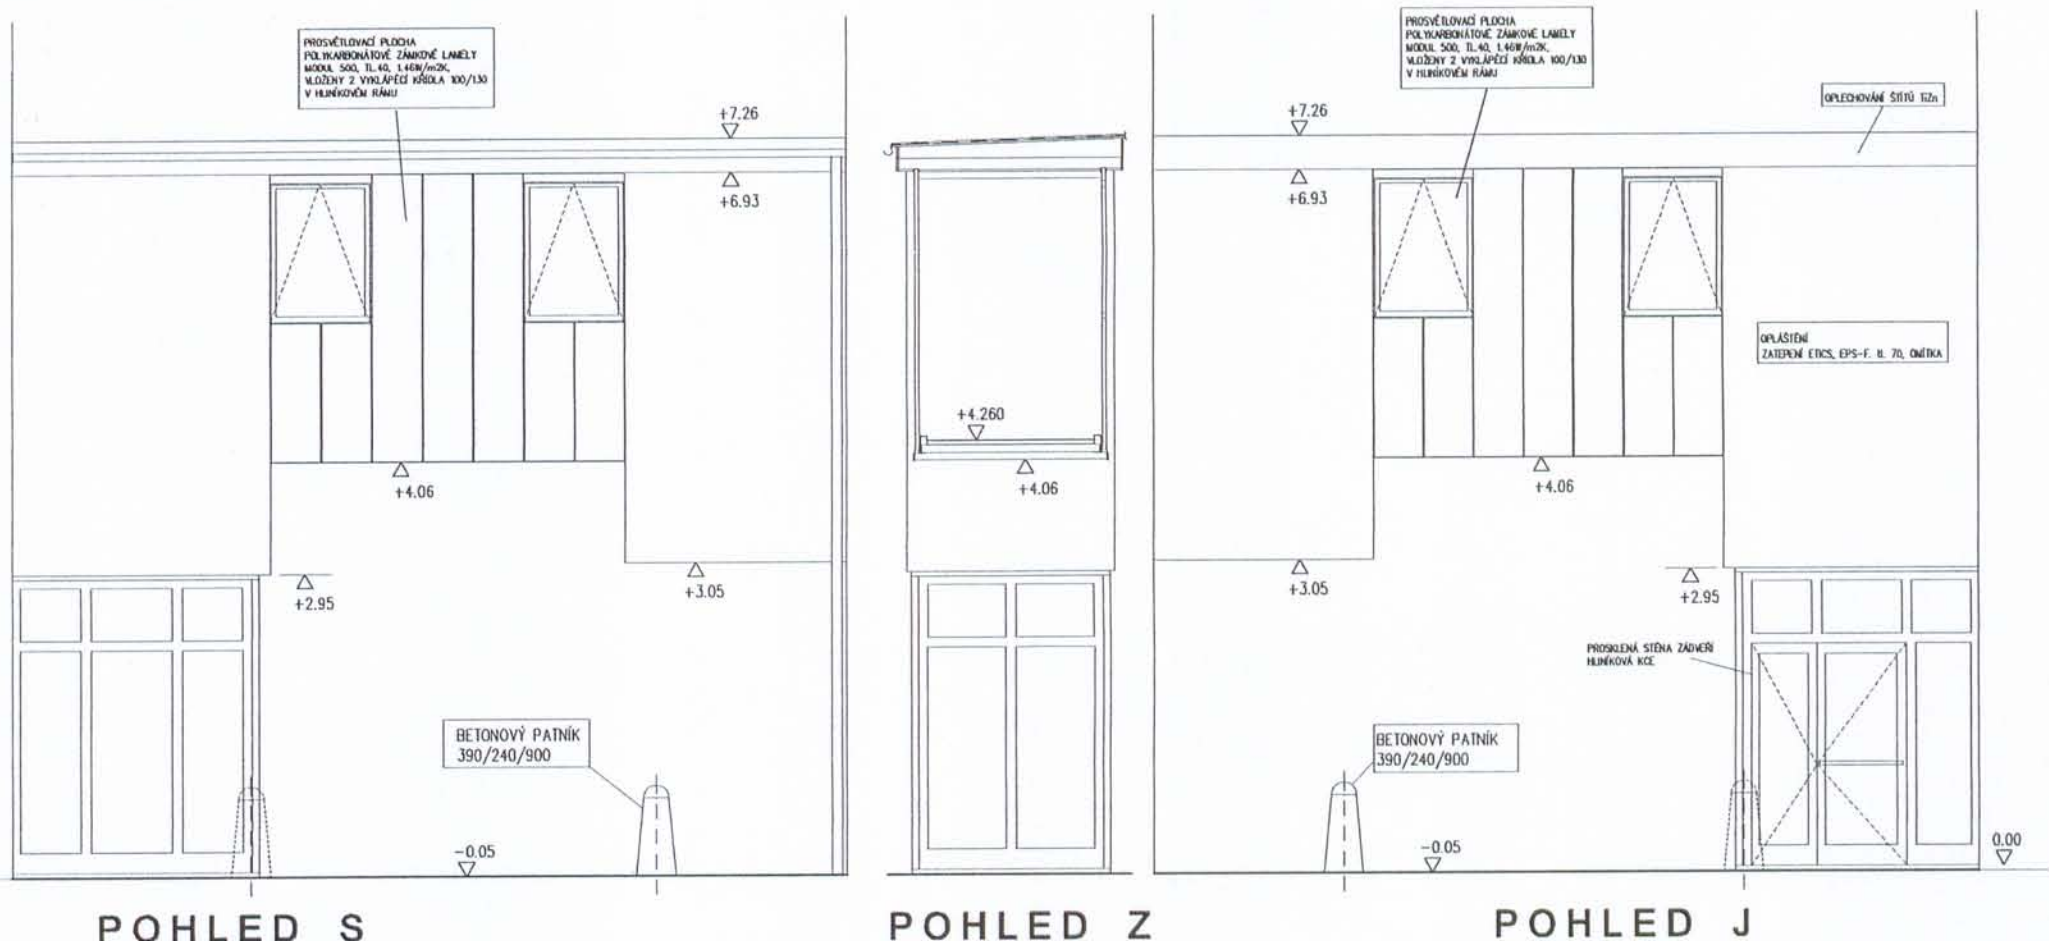 PROSVĚTLOVACÍ PLOCHA
POLYKARBONÁTOVÉ ZÁMKOVÉ LAMELY
MODUL 500, TL.40, 1.46W/m2K,
VLOŽENY 2 VYKLÁPĚCÍ KŘÍDLA 100/130
V HLINÍKOVÉM RÁMU
+7.26
+6.93
+4.06
+2.95
+3.05
BETONOVÝ PATNÍK
390/240/900
-0.05
POHLED S
+4.260
+4.06
POHLED Z
PROSVĚTLOVACÍ PLOCHA
POLYKARBONÁTOVÉ ZÁMKOVÉ LAMELY
MODUL 500, TL.40, 1.46W/m2K,
VLOŽENY 2 VYKLÁPĚCÍ KŘÍDLA 100/130
V HLINÍKOVÉM RÁMU
OPLECHOVÁNÍ ŠTÍTŮ TiZn
+7.26
+6.93
OPLÁŠTĚNÍ
ZATEPENÍ ETICS, EPS-F. tl. 70, OMÍTKA
+4.06
+3.05
+2.95
PROSKLENÁ STĚNA ZÁDVEŘÍ
HLINÍKOVÁ KCE
BETONOVÝ PATNÍK
390/240/900
-0.05
0.00
POHLED J